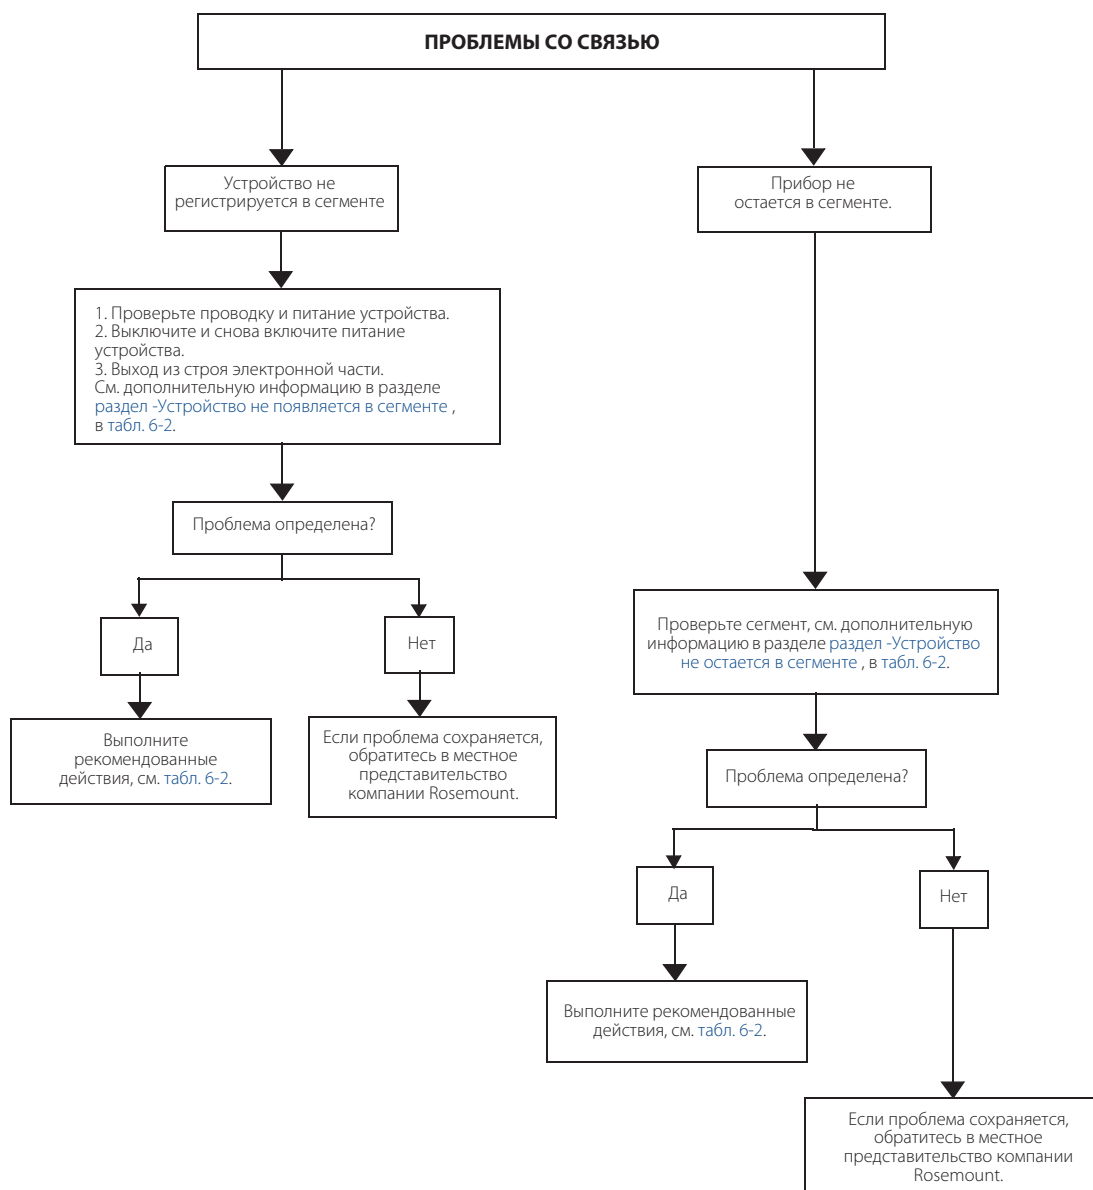 ПРОБЛЕМЫ СО СВЯЗЬЮ
Устройство не
регистрируется в сегменте
Прибор не
остается в сегменте.
1. Проверьте проводку и питание устройства.
2. Выключите и снова включите питание
устройства.
3. Выход из строя электронной части.
См. дополнительную информацию в разделе
раздел -Устройство не появляется в сегменте ,
в табл. 6-2.
Проблема определена?
Да
Нет
Выполните
рекомендованные
действия, см. табл. 6-2.
Если проблема сохраняется,
обратитесь в местное
представительство
компании Rosemount.
Проверьте сегмент, см. дополнительную
информацию в разделе раздел -Устройство
не остается в сегменте , в табл. 6-2.
Проблема определена?
Да
Нет
Выполните рекомендованные
действия, см. табл. 6-2.
Если проблема сохраняется,
обратитесь в местное
представительство компании
Rosemount.